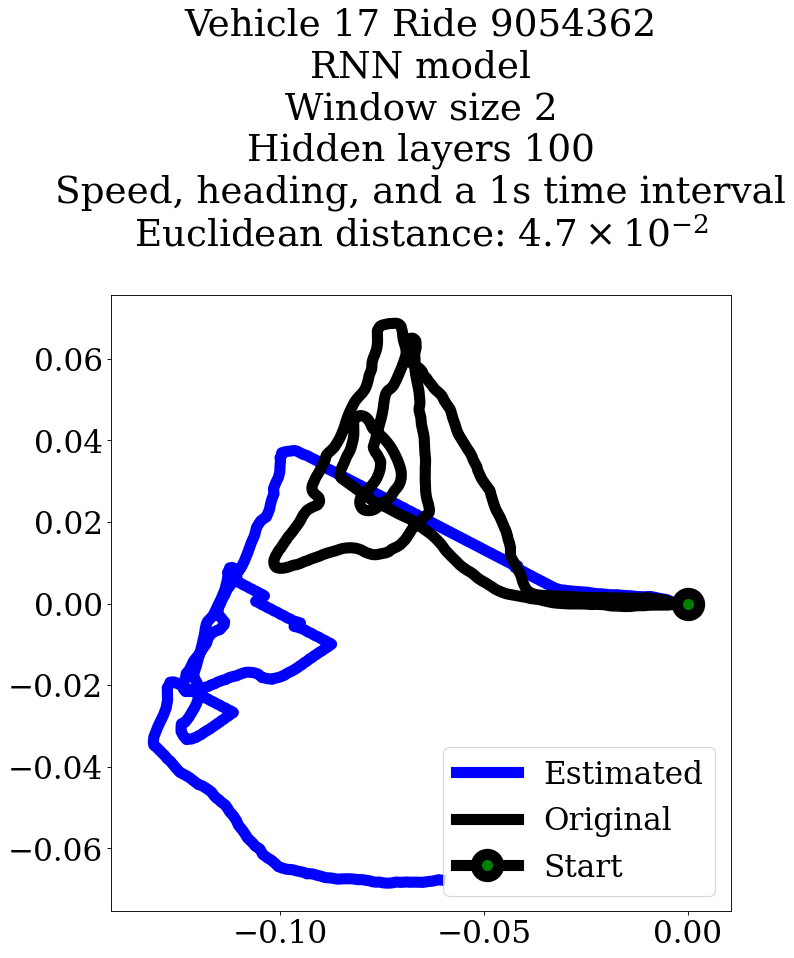 Vehicle 17 Ride 9054362
RNN model
Window size 2
Hidden layers 100
Speed, heading, and a 1s time interval
Euclidean distance: 4.7 × 10⁻²
0.06
0.04
0.02
0.00
−0.02
−0.04
−0.06
Estimated
Original
Start
−0.10
−0.05
0.00